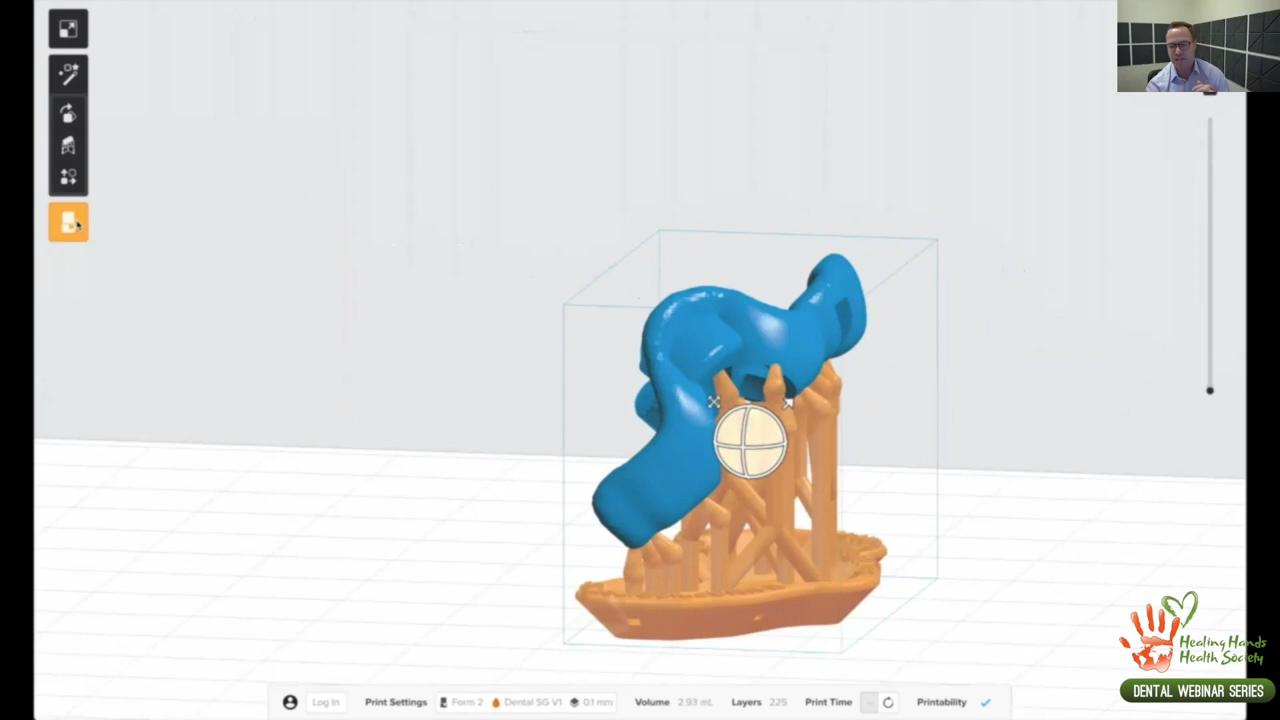 Log In
Print Settings
Form 2
Dental SG V1
0.1 mm
Volume 2.93 mL
Layers 225
Print Time
Printability
Healing Hands
Health Society
DENTAL WEBINAR SERIES